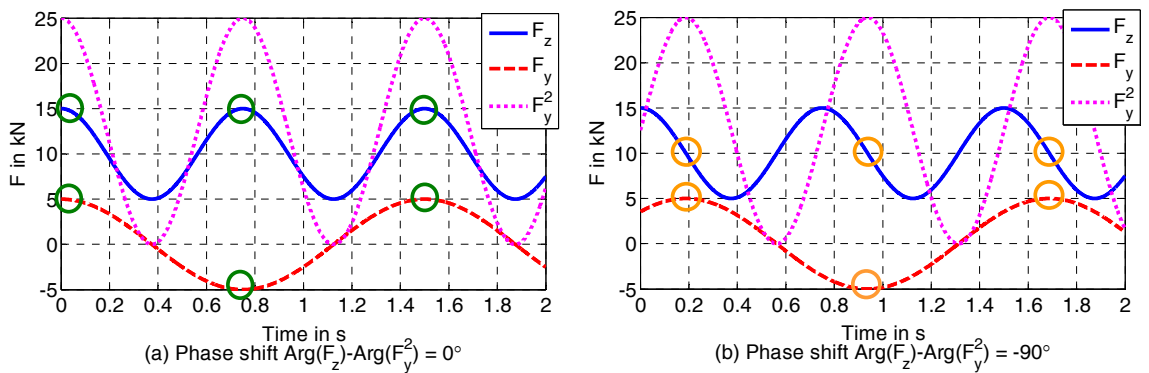 25
20
15
10
5
0
-5
F in kN
0 0.2 0.4 0.6 0.8 1 1.2 1.4 1.6 1.8 2
Time in s
F_z
F_y
F_y^2
(a) Phase shift Arg(F_z)-Arg(F_y^2) = 0°
25
20
15
10
5
0
-5
F in kN
0 0.2 0.4 0.6 0.8 1 1.2 1.4 1.6 1.8 2
Time in s
F_z
F_y
F_y^2
(b) Phase shift Arg(F_z)-Arg(F_y^2) = -90°